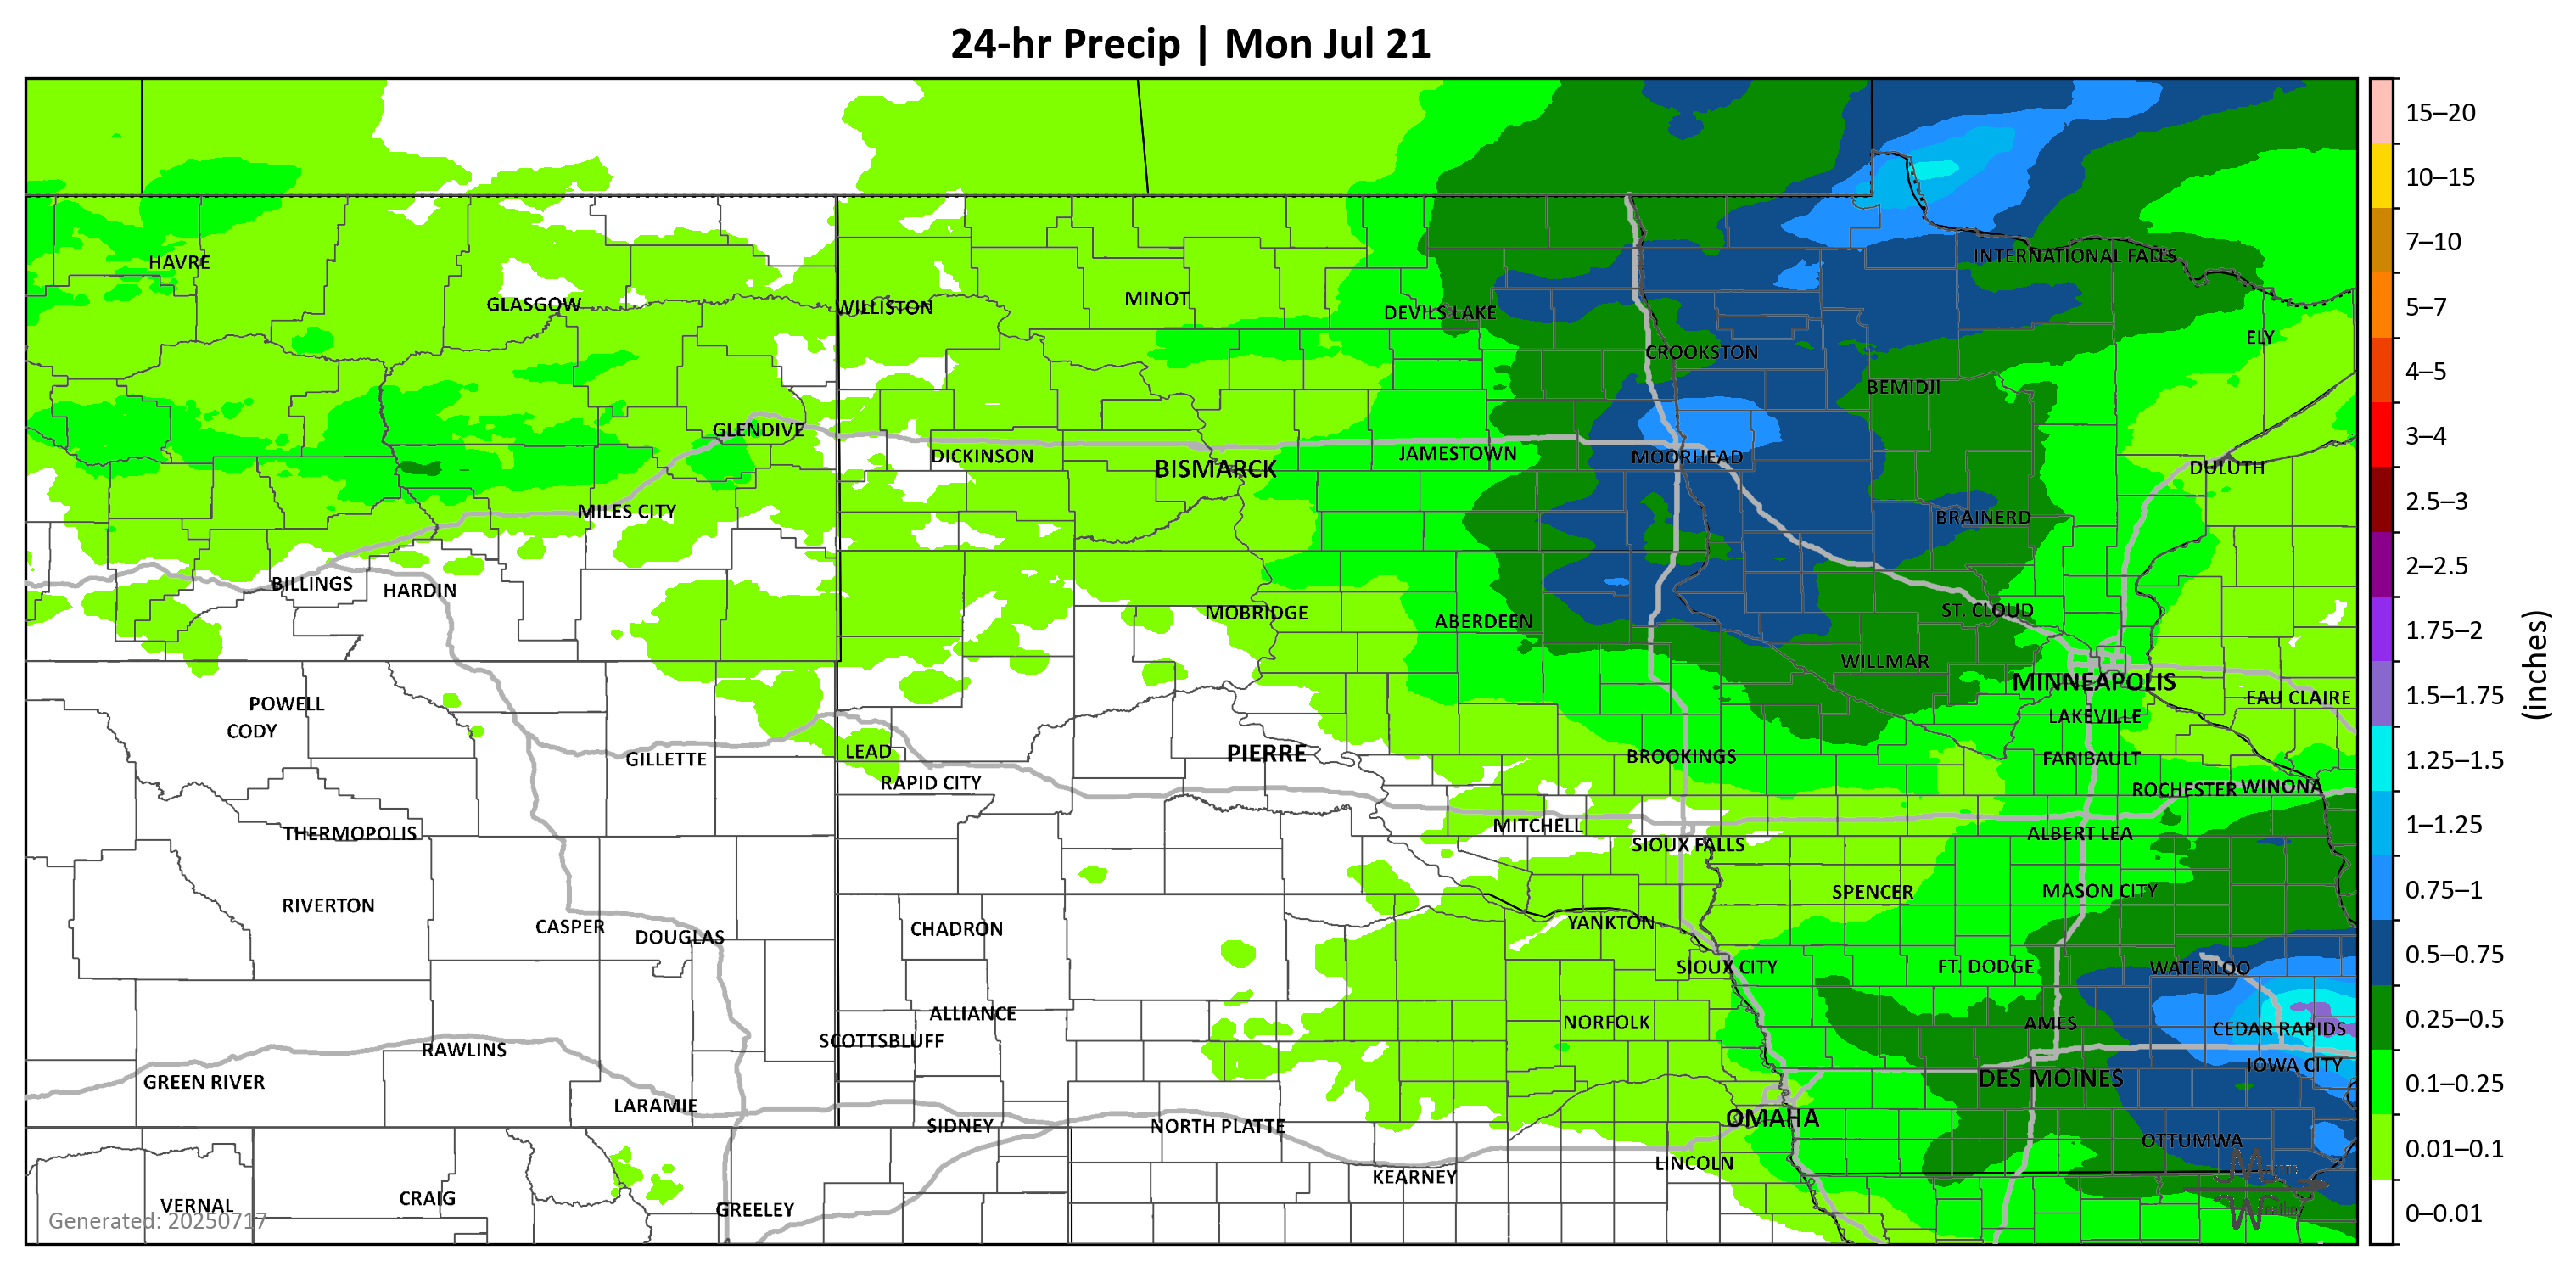 24-hr Precip | Mon Jul 21
15–20
10–15
HAVRE
7–10
INTERNATIONAL FALLS
5–7
GLASGOW
WILLISTON
MINOT
DEVILS LAKE
ELY
CROOKSTON
4–5
BEMIDJI
GLENDIVE
3–4
DICKINSON
JAMESTOWN
MOORHEAD
BISMARCK
DULUTH
2.5–3
MILES CITY
BRAINERD
2–2.5
BILLINGS
HARDIN
MOBRIDGE
ABERDEEN
ST. CLOUD
1.75–2
WILLMAR
MINNEAPOLIS
(inches)
1.5–1.75
EAU CLAIRE
POWELL
LAKEVILLE
CODY
LEAD
PIERRE
BROOKINGS
FARIBAULT
1.25–1.5
GILLETTE
RAPID CITY
ROCHESTER
WINONA
1–1.25
MITCHELL
THERMOPOLIS
ALBERT LEA
SIOUX FALLS
0.75–1
SPENCER
MASON CITY
RIVERTON
CASPER
DOUGLAS
CHADRON
YANKTON
0.5–0.75
SIOUX CITY
FT. DODGE
WATERLOO
ALLIANCE
NORFOLK
AMES
0.25–0.5
CEDAR RAPIDS
SCOTTSBLUFF
RAWLINS
IOWA CITY
GREEN RIVER
DES MOINES
0.1–0.25
LARAMIE
OMAHA
SIDNEY
NORTH PLATTE
OTTUMWA
0.01–0.1
LINCOLN
KEARNEY
VERNAL
CRAIG
GREELEY
0–0.01
Generated: 20250717